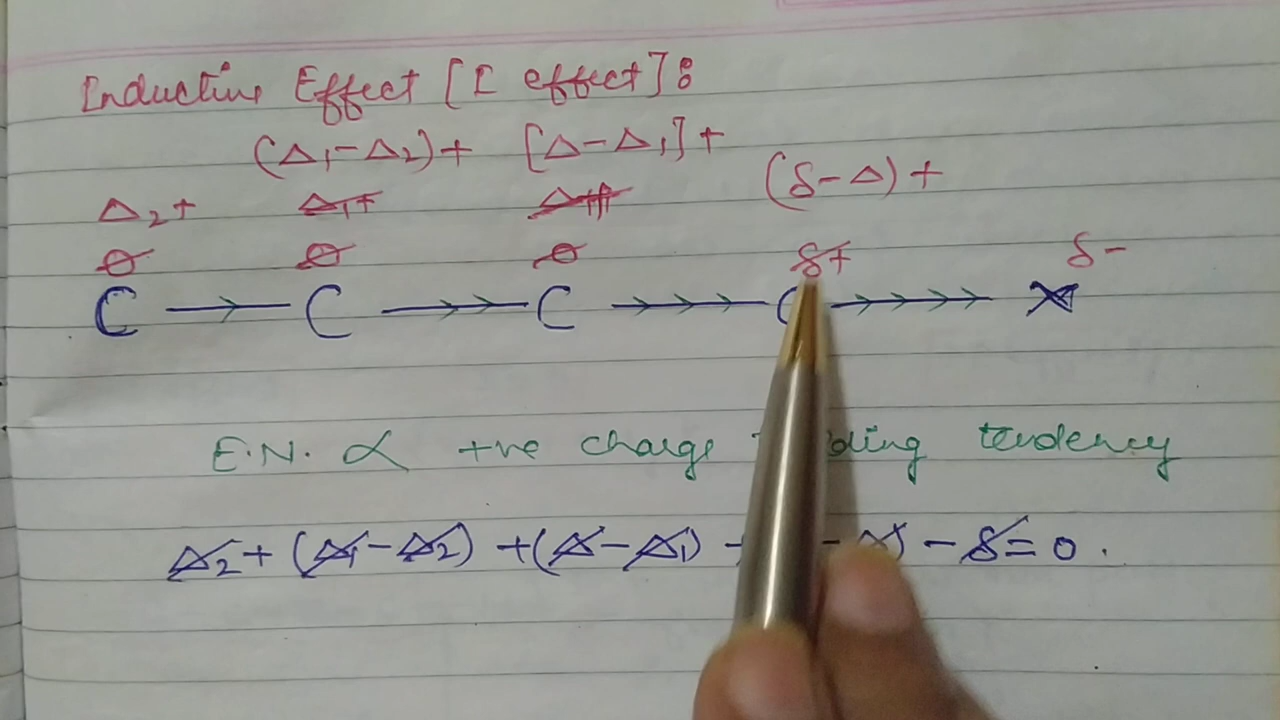 Inductive Effect [I effect]:
(Δ₁-Δ₂)+ [Δ-Δ₁]+
(δ-Δ)+
Δ₂+ Δ₁+
0 0 0 δ+ δ-
C C C C X
E.N. ∝ +ve charge tendency
Δ₂+(Δ₁-Δ₂)+(Δ-Δ₁) -Δ)-δ=0.